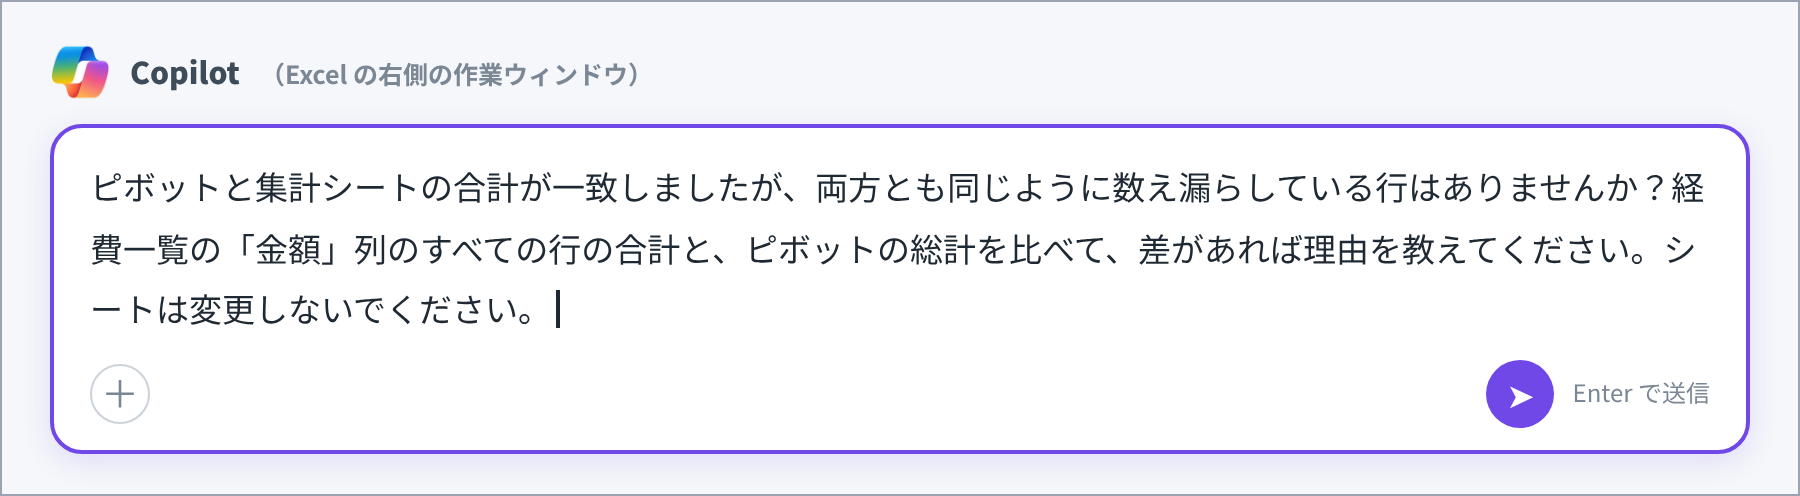 Copilot （Excel の右側の作業ウィンドウ）
ピボットと集計シートの合計が一致しましたが、両方とも同じように数え漏らしている行はありませんか？経
費一覧の「金額」列のすべての行の合計と、ピボットの総計を比べて、差があれば理由を教えてください。シ
ートは変更しないでください。
Enter で送信